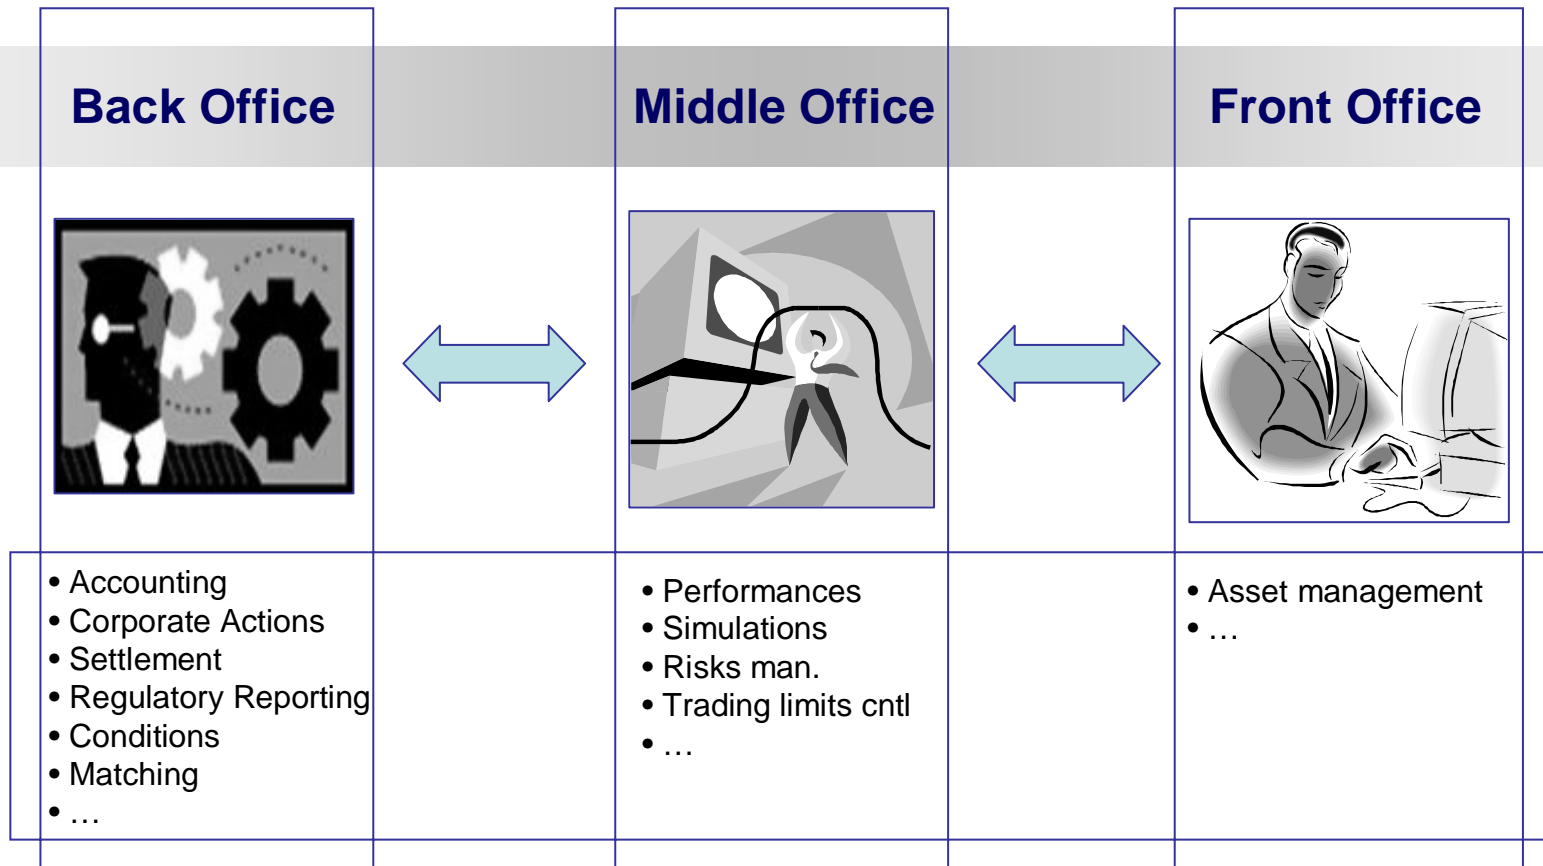 Back Office
Middle Office
Front Office
• Accounting
• Corporate Actions
• Settlement
• Regulatory Reporting
• Conditions
• Matching
• …
• Performances
• Simulations
• Risks man.
• Trading limits cntl
• …
• Asset management
• …